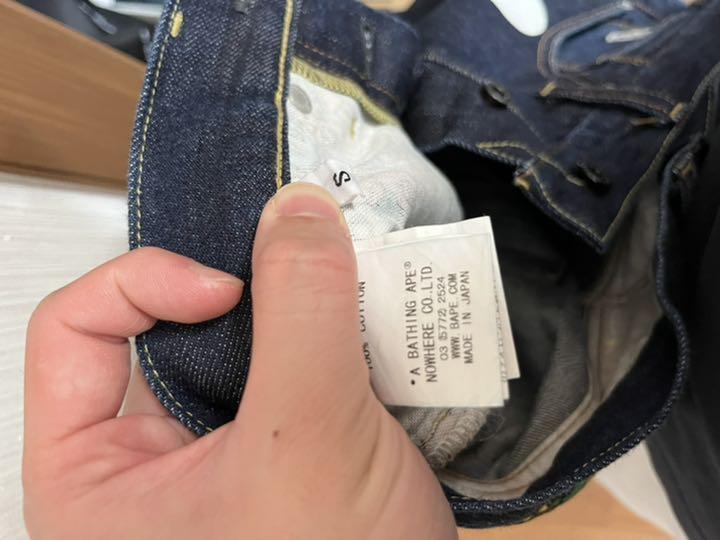 S
100% COTTON
*A BATHING APE®
NOWHERE CO.,LTD.
03 (5772) 2524
WWW.BAPE.COM
MADE IN JAPAN